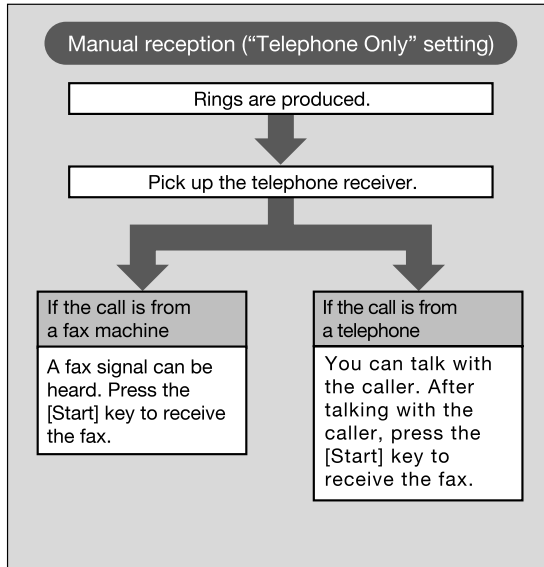 Manual reception (“Telephone Only” setting)
Rings are produced.
Pick up the telephone receiver.
If the call is from
a fax machine
A fax signal can be
heard. Press the
[Start] key to receive
the fax.
If the call is from
a telephone
You can talk with
the caller. After
talking with the
caller, press the
[Start] key to
receive the fax.